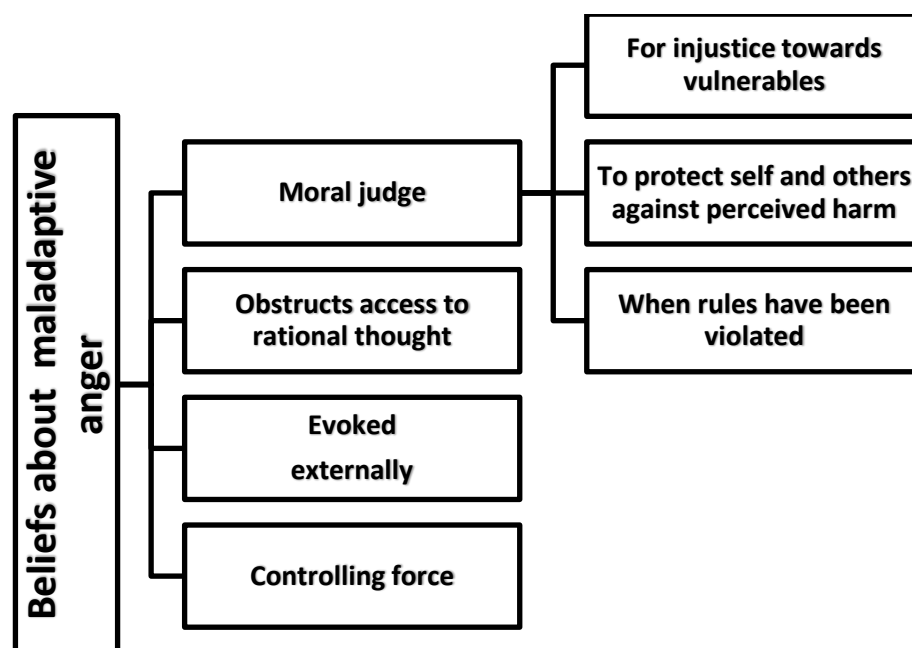 Beliefs about maladaptive
anger
Moral judge
Obstructs access to
rational thought
Evoked
externally
Controlling force
For injustice towards
vulnerables
To protect self and others
against perceived harm
When rules have been
violated